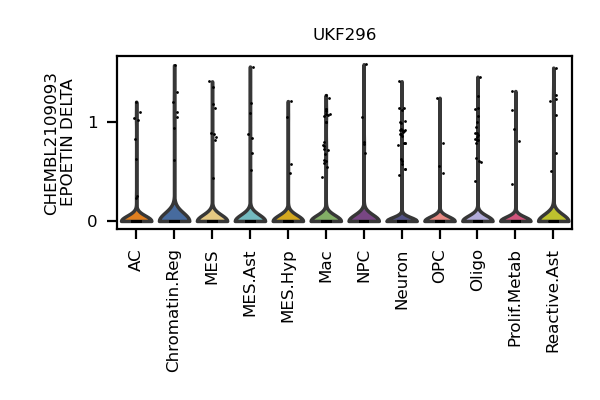 UKF296
CHEMBL2109093
EPOETIN DELTA
1
0
AC
Chromatin.Reg
MES
MES.Ast
MES.Hyp
Mac
NPC
Neuron
OPC
Oligo
Prolif.Metab
Reactive.Ast